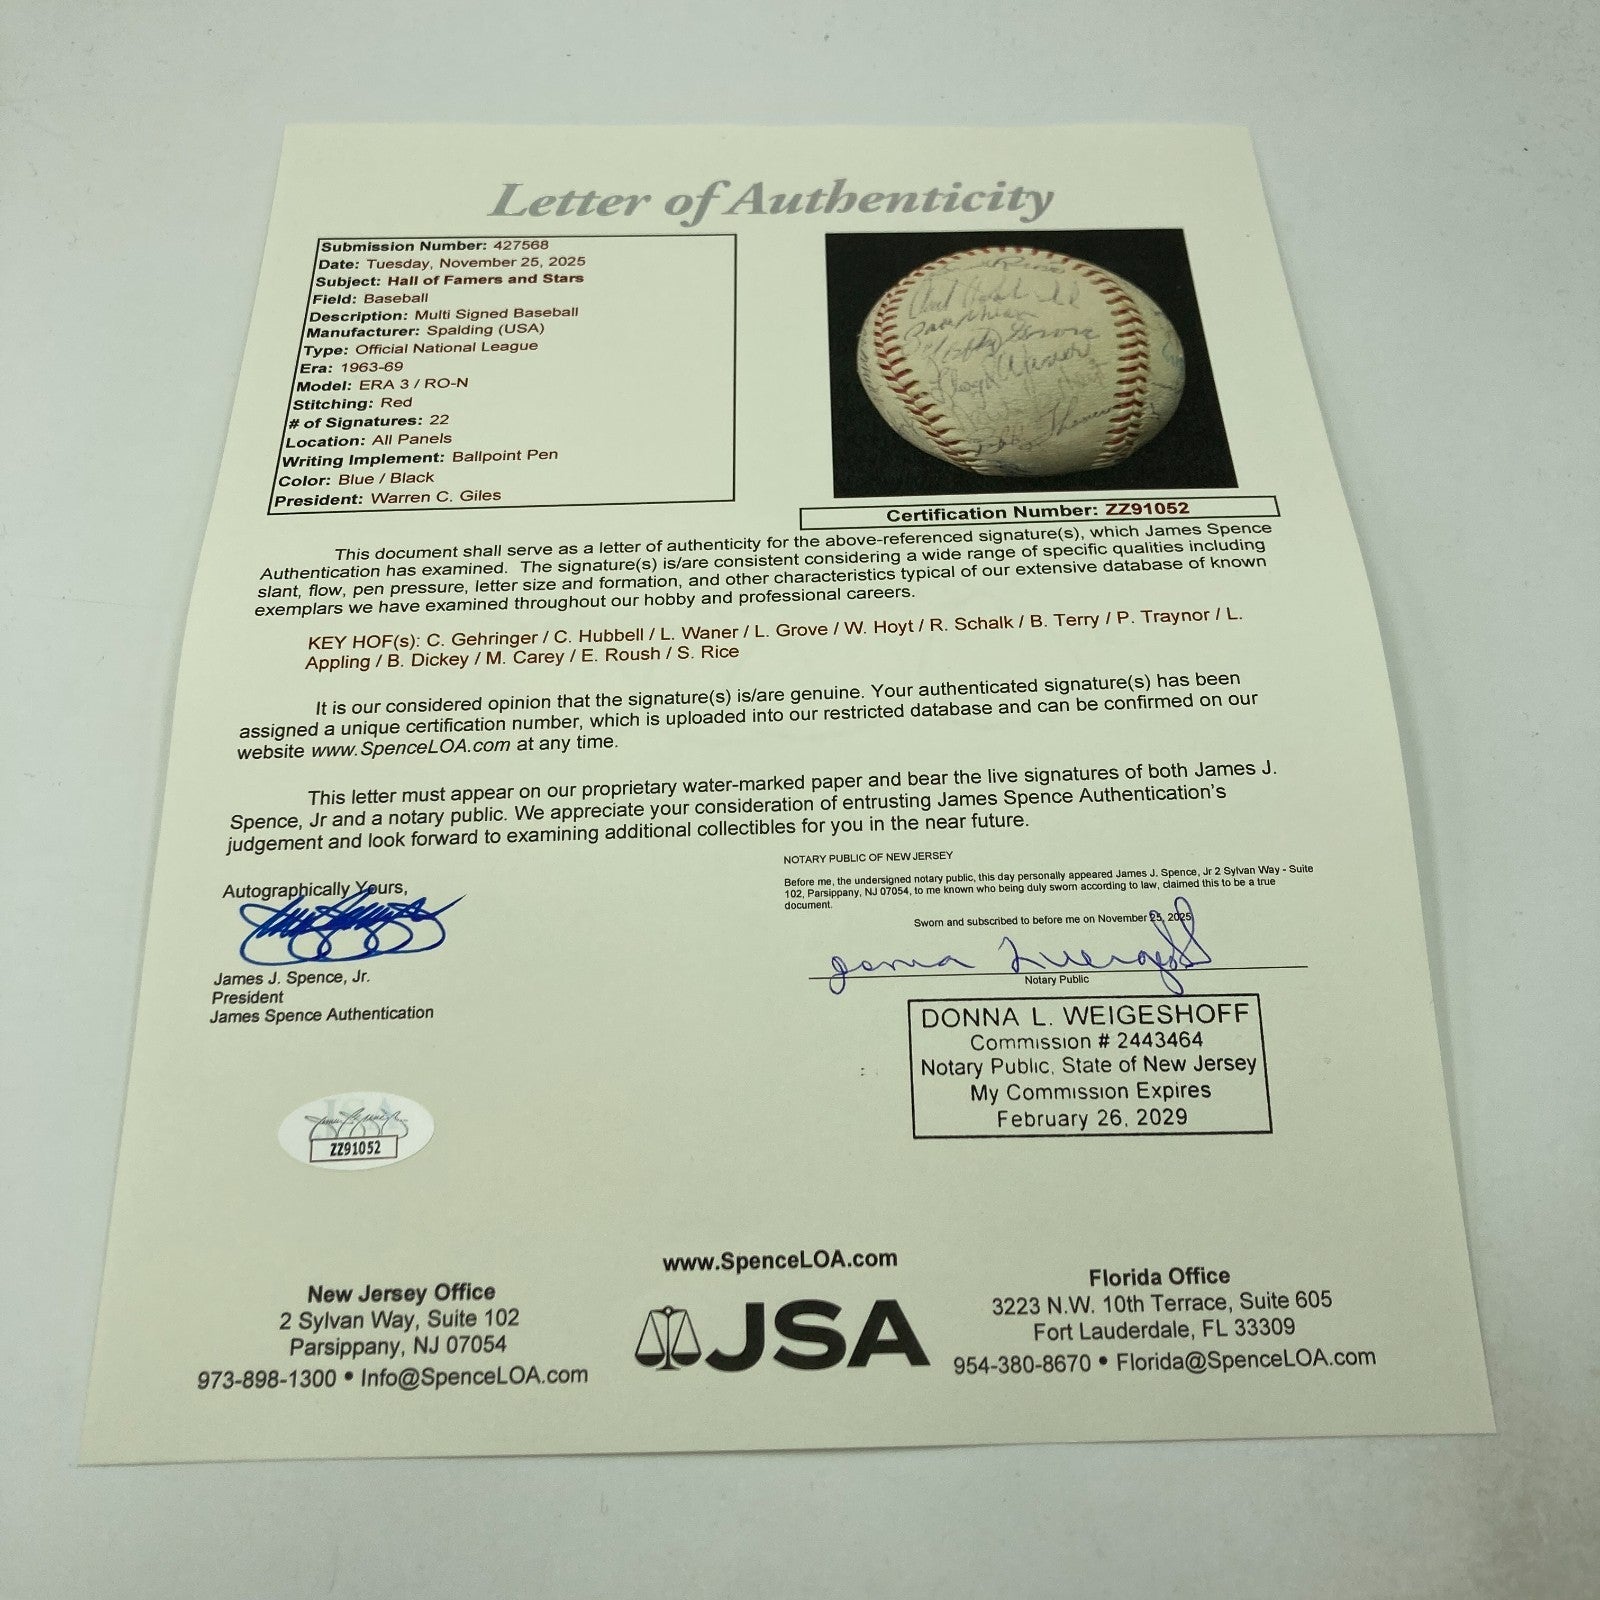 Letter of Authenticity
Submission Number: 427568
Date: Tuesday, November 25, 2025
Subject: Hall of Famers and Stars
Field: Baseball
Description: Multi Signed Baseball
Manufacturer: Spalding (USA)
Type: Official National League
Era: 1963-69
Model: ERA 3 / RO-N
Stitching: Red
# of Signatures: 22
Location: All Panels
Writing Implement: Ballpoint Pen
Color: Blue / Black
President: Warren C. Giles
Certification Number: ZZ91052
This document shall serve as a letter of authenticity for the above-referenced signature(s), which James Spence
Authentication has examined. The signature(s) is/are consistent considering a wide range of specific qualities including
slant, flow, pen pressure, letter size and formation, and other characteristics typical of our extensive database of known
exemplars we have examined throughout our hobby and professional careers.
KEY HOF(s): C. Gehringer / C. Hubbell / L. Waner / L. Grove / W. Hoyt / R. Schalk / B. Terry / P. Traynor / L.
Appling / B. Dickey / M. Carey / E. Roush / S. Rice
It is our considered opinion that the signature(s) is/are genuine. Your authenticated signature(s) has been
assigned a unique certification number, which is uploaded into our restricted database and can be confirmed on our
website www.SpenceLOA.com at any time.
This letter must appear on our proprietary water-marked paper and bear the live signatures of both James J.
Spence, Jr and a notary public. We appreciate your consideration of entrusting James Spence Authentication's
judgement and look forward to examining additional collectibles for you in the near future.
NOTARY PUBLIC OF NEW JERSEY
Before me, the undersigned notary public, this day personally appeared James J. Spence, Jr 2 Sylvan Way - Suite
102, Parsippany, NJ 07054, to me known who being duly sworn according to law, claimed this to be a true
document.
Sworn and subscribed to before me on November 25, 2025
Notary Public
Autographically Yours,
James J. Spence, Jr.
President
James Spence Authentication
DONNA L. WEIGESHOFF
Commission # 2443464
Notary Public, State of New Jersey
My Commission Expires
February 26, 2029
JSA
ZZ91052
www.SpenceLOA.com
New Jersey Office
2 Sylvan Way, Suite 102
Parsippany, NJ 07054
973-898-1300 • Info@SpenceLOA.com
JSA
Florida Office
3223 N.W. 10th Terrace, Suite 605
Fort Lauderdale, FL 33309
954-380-8670 • Florida@SpenceLOA.com